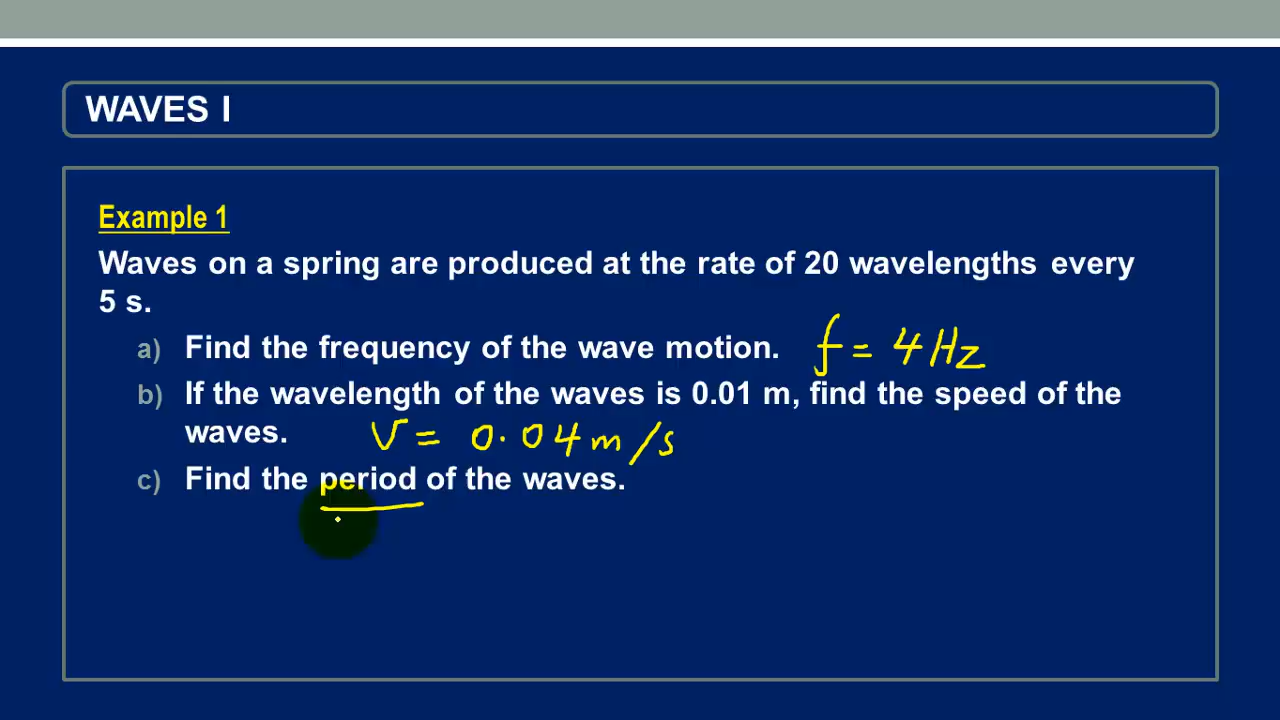 WAVES I
Example 1
Waves on a spring are produced at the rate of 20 wavelengths every
5 s.
a) Find the frequency of the wave motion. f = 4 Hz
b) If the wavelength of the waves is 0.01 m, find the speed of the
waves. v = 0.04 m/s
c) Find the period of the waves.